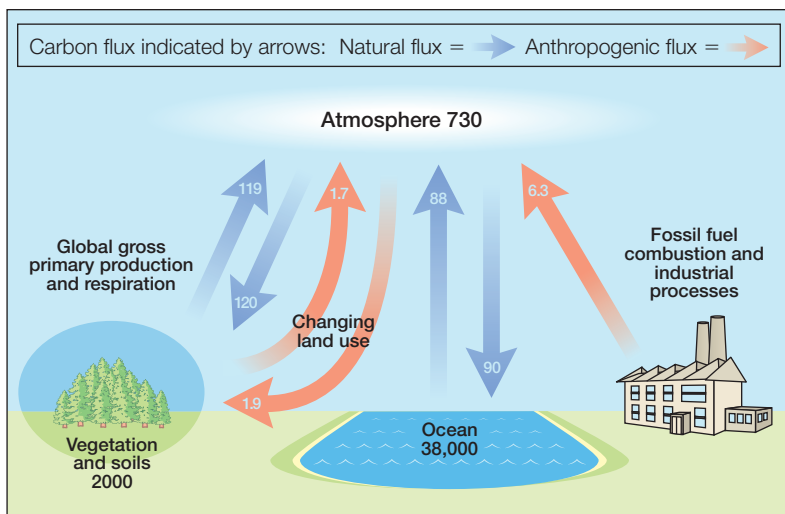 Carbon flux indicated by arrows: Natural flux = Anthropogenic flux =
Atmosphere 730
119
120
1.7
1.9
88
90
6.3
Global gross
primary production
and respiration
Changing
land use
Fossil fuel
combustion and
industrial
processes
Vegetation
and soils
2000
Ocean
38,000